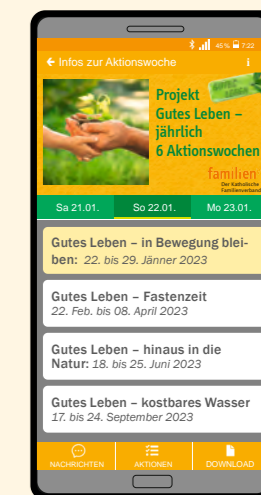 45% 7:22
Infos zur Aktionswoche
Projekt
Gutes Leben –
jährlich
6 Aktionswochen
familien
Der Katholische
Familienverband
Sa 21.01. So 22.01. Mo 23.01.
Gutes Leben – in Bewegung blei-
ben: 22. bis 29. Jänner 2023
Gutes Leben – Fastenzeit
22. Feb. bis 08. April 2023
Gutes Leben – hinaus in die
Natur: 18. bis 25. Juni 2023
Gutes Leben – kostbares Wasser
17. bis 24. September 2023
NACHRICHTEN AKTIONEN DOWNLOAD